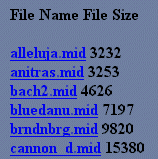 File Name File Size
alleluja.mid 3232
anitras.mid 3253
bach2.mid 4626
bluedanu.mid 7197
brndnbrg.mid 9820
cannon_d.mid 15380